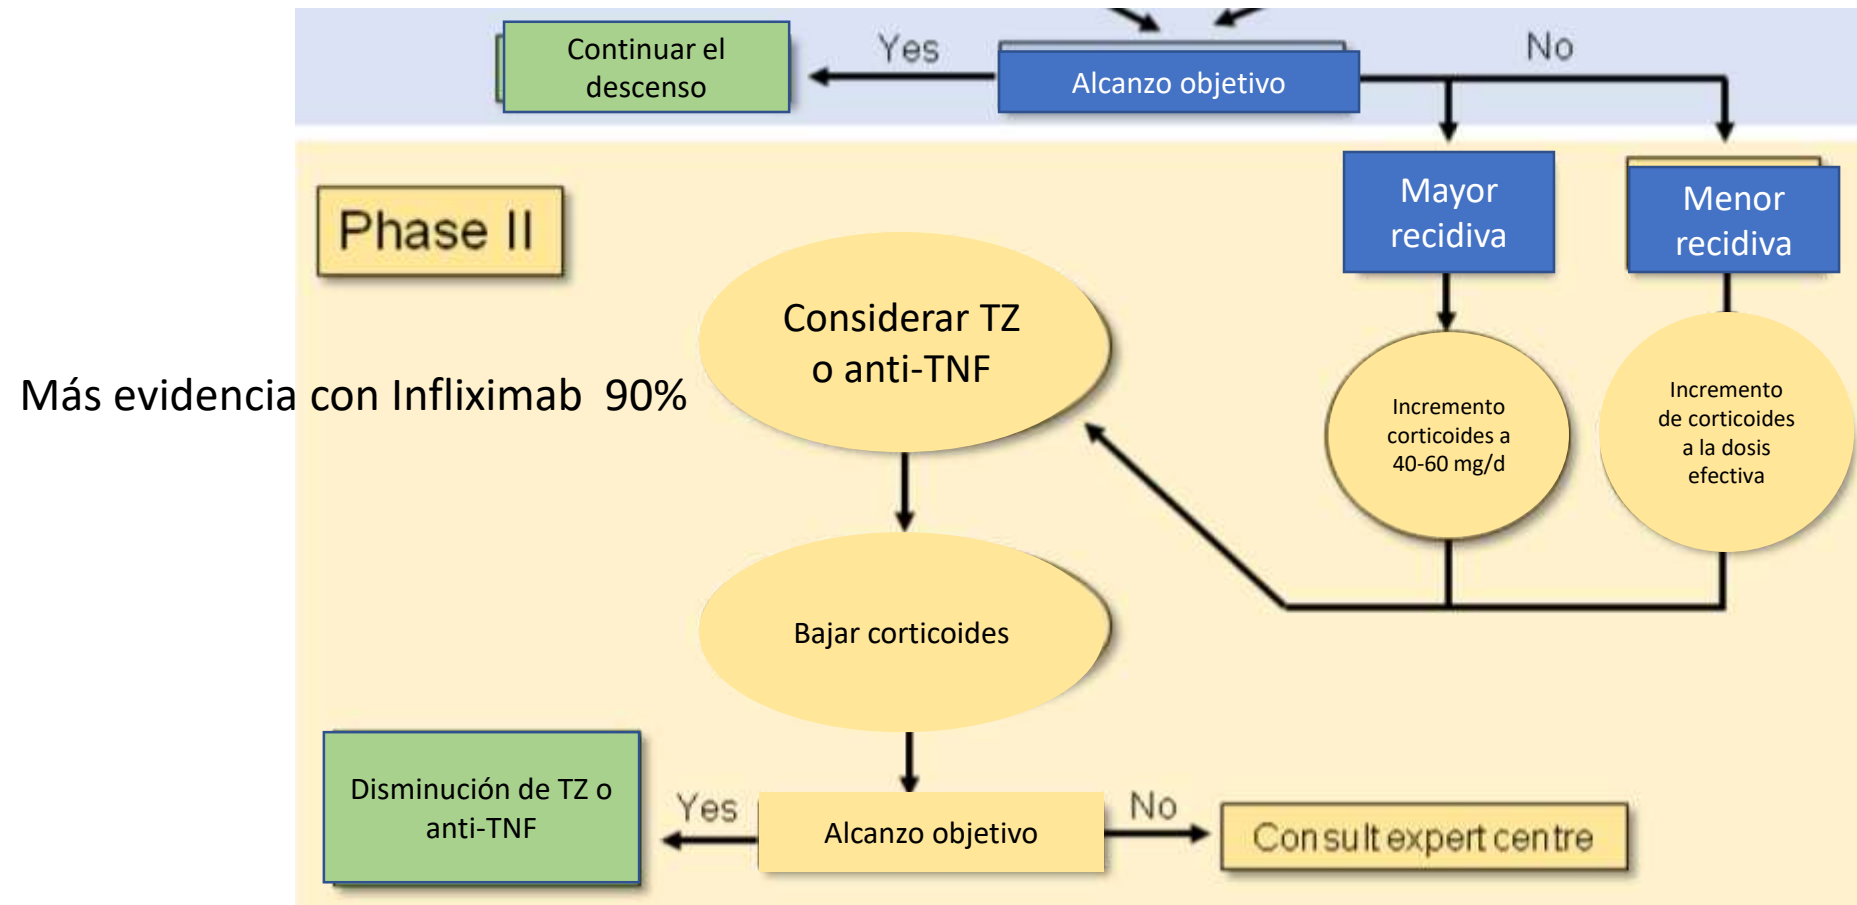 Continuar el
descenso
Yes
Alcanzo objetivo
No
Phase II
Mayor
recidiva
Menor
recidiva
Considerar TZ
o anti-TNF
Más evidencia con Infliximab 90%
Incremento
corticoides a
40-60 mg/d
Incremento
de corticoides
a la dosis
efectiva
Bajar corticoides
Disminución de TZ o
anti-TNF
Yes
Alcanzo objetivo
No
Consult expert centre